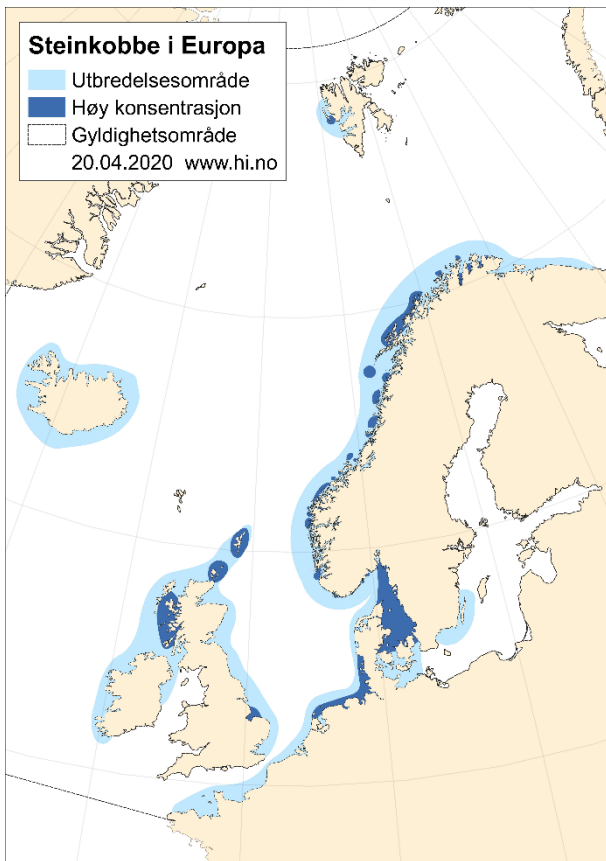 Steinkobbe i Europa
Utbredelsesområde
Høy konsentrasjon
Gyldighetsområde
20.04.2020 www.hi.no